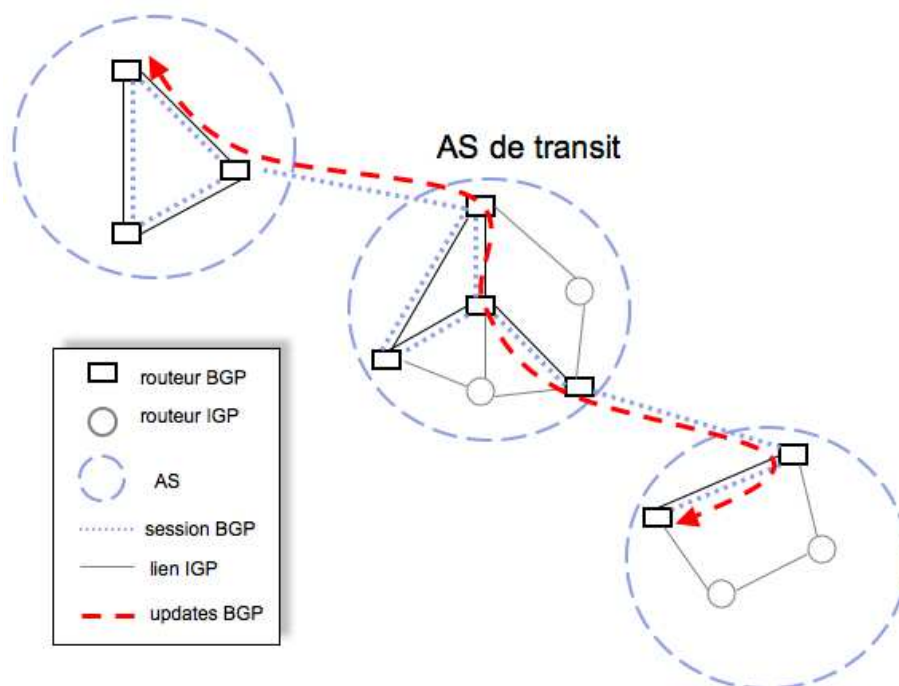 AS de transit
routeur BGP
routeur IGP
AS
session BGP
lien IGP
updates BGP